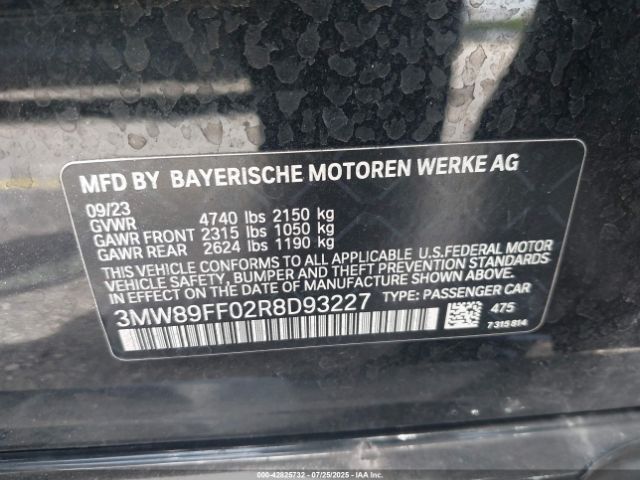 MFD BY BAYERISCHE MOTOREN WERKE AG
09/23
GVWR 4740 lbs 2150 kg
GAWR FRONT 2315 lbs 1050 kg
GAWR REAR 2624 lbs 1190 kg
THIS VEHICLE CONFORMS TO ALL APPLICABLE U.S. FEDERAL MOTOR
VEHICLE SAFETY, BUMPER AND THEFT PREVENTION STANDARDS
IN EFFECT ON THE DATE OF MANUFACTURE SHOWN ABOVE.
3MW89FF02R8D93227 TYPE: PASSENGER CAR
475
7 315 814
000-42825732 - 07/25/2025 - IAAI.COM